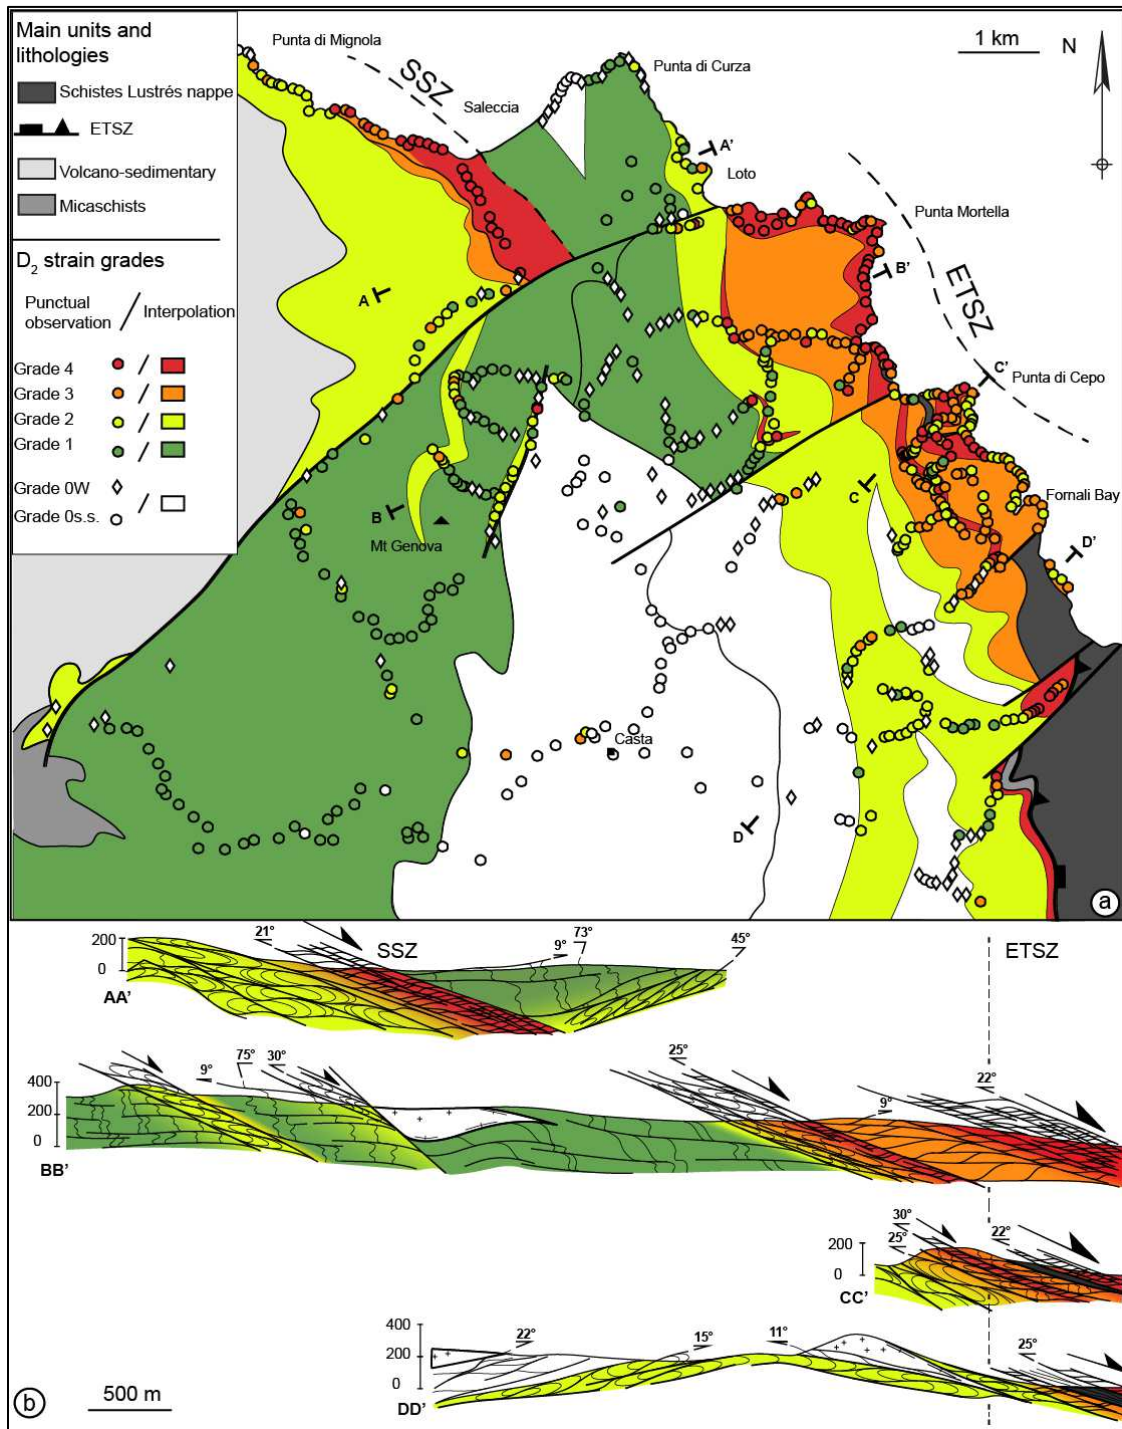 Main units and
lithologies
Schistes Lustrés nappe
ETSZ
Volcano-sedimentary
Micaschists
D2 strain grades
Punctual
observation / Interpolation
Grade 4 /
Grade 3 /
Grade 2 /
Grade 1 /
Grade 0W
/
Grade 0s.s.
Punta di Mignola
SSZ
Saleccia
Punta di Curza
1 km
N
A'
Loto
Punta Mortella
B'
ETSZ
A
C'
Punta di Cepo
B
Mt Genova
C
Fornali Bay
D'
Casta
D
a
200
0
AA'
21°
SSZ
9°
73°
45°
ETSZ
400
200
0
BB'
9°
75°
30°
25°
9°
22°
200
0
CC'
30°
25°
22°
400
200
0
DD'
22°
15°
11°
25°
b
500 m